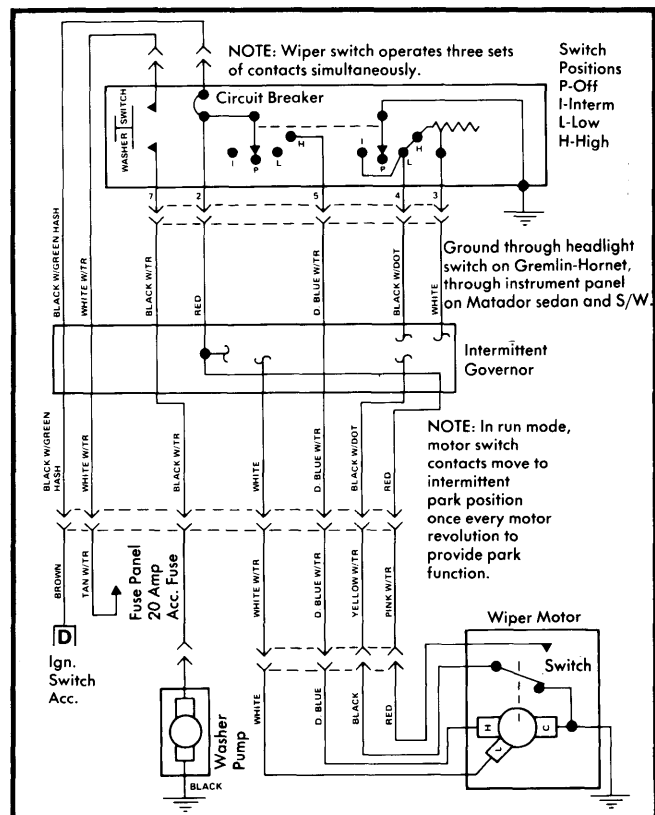 NOTE: Wiper switch operates three sets
of contacts simultaneously.
Switch
Positions
P-Off
I-Interm
L-Low
H-High
Circuit Breaker
WASHER SWITCH
H
I
P
L
H
I
P
L
7
2
5
4
3
Ground through headlight
switch on Gremlin-Hornet,
through instrument panel
on Matador sedan and S/W.
BLACK W/GREEN HASH
WHITE W/TR
BLACK W/TR
RED
D. BLUE W/TR
BLACK W/DOT
WHITE
Intermittent
Governor
BLACK W/GREEN
HASH
WHITE W/TR
BLACK W/TR
WHITE
D. BLUE W/TR
BLACK W/DOT
RED
NOTE: In run mode,
motor switch
contacts move to
intermittent
park position
once every motor
revolution to
provide park
function.
BROWN
TAN W/TR
Fuse Panel
20 Amp
Acc. Fuse
WHITE W/TR
D. BLUE W/TR
YELLOW W/TR
PINK W/TR
D
Ign.
Switch
Acc.
Wiper Motor
Switch
WHITE
D. BLUE
BLACK
RED
H
L
C
Washer
Pump
BLACK